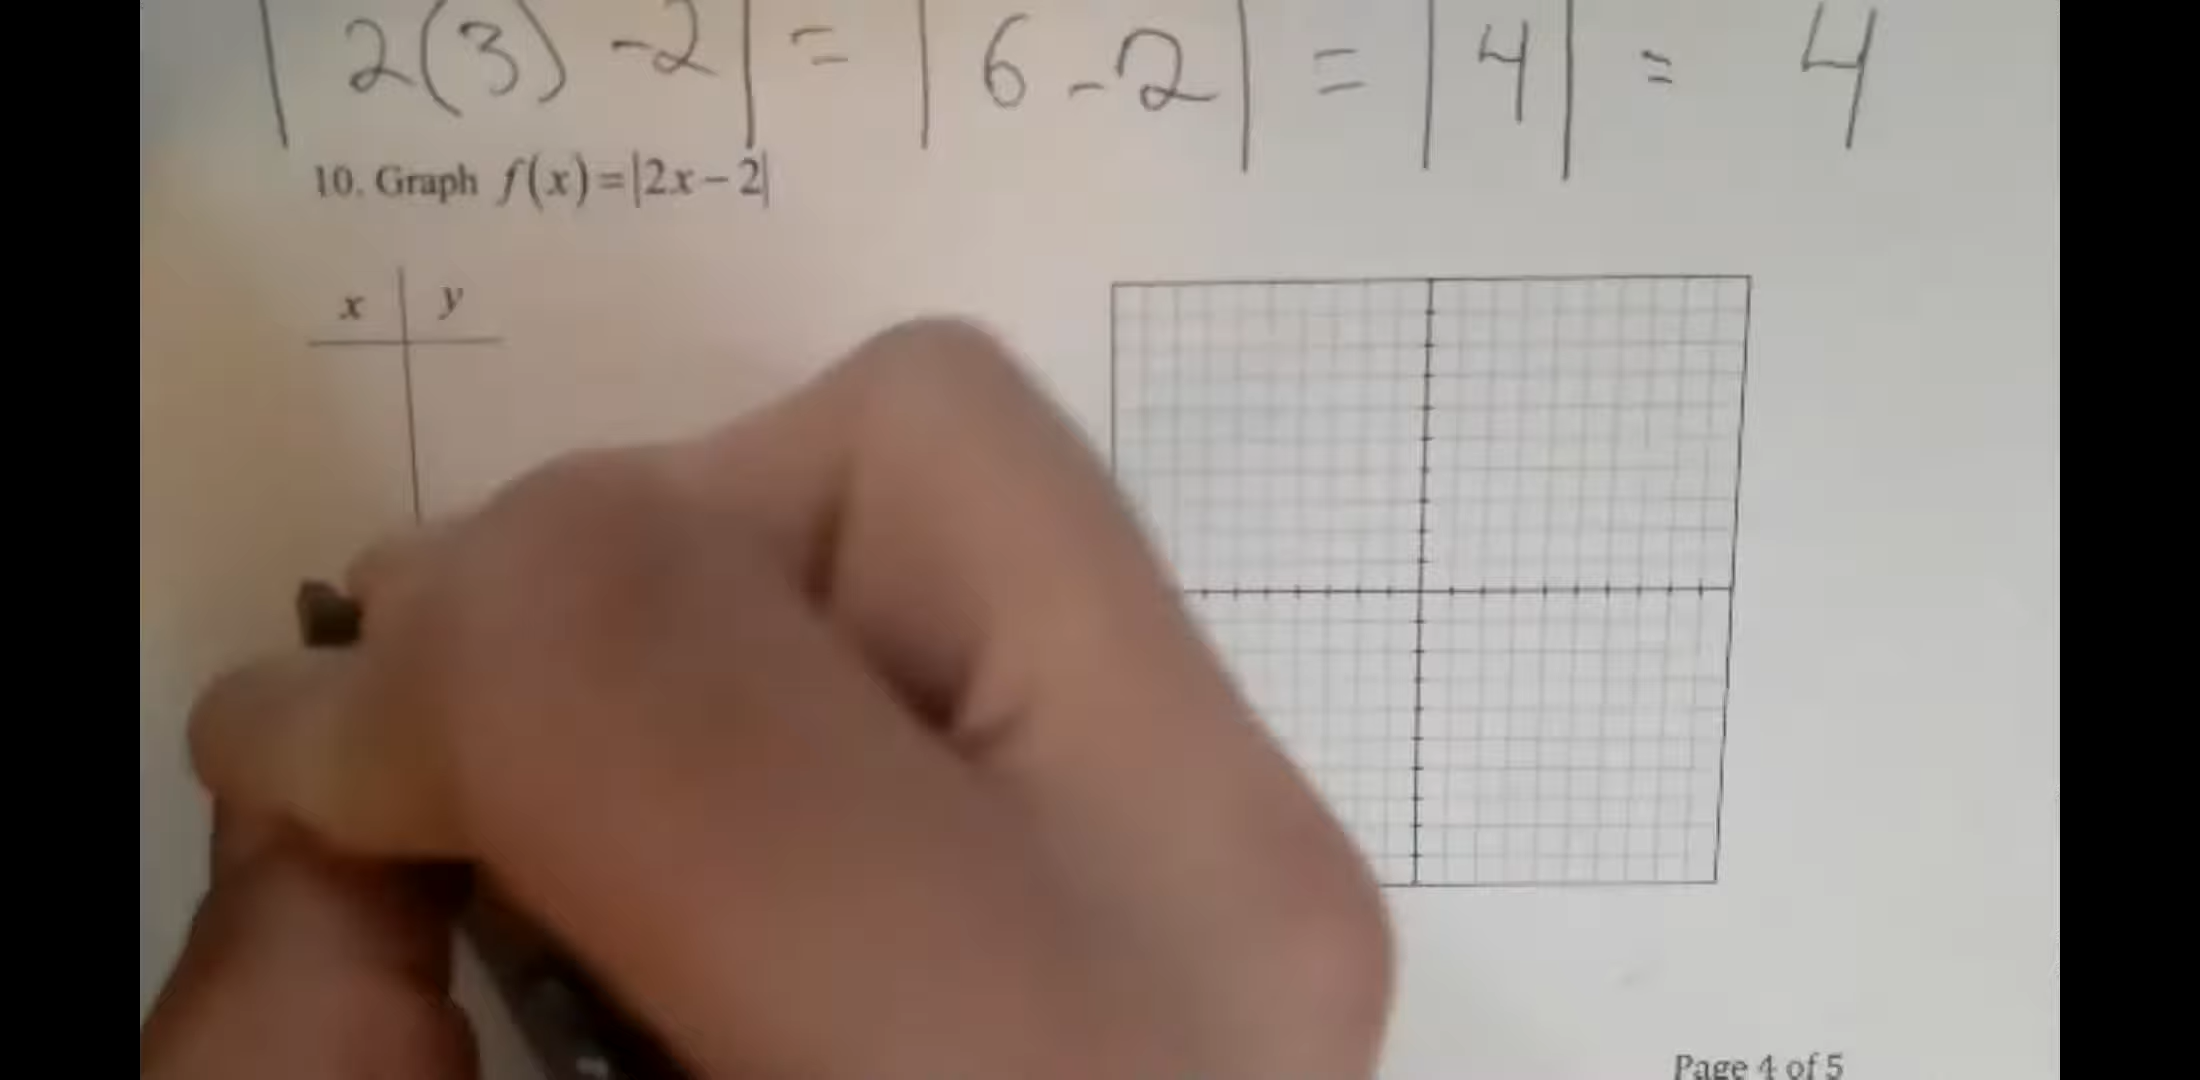 |2(3)-2| = |6-2| = |4| = 4
10. Graph f(x)=|2x-2|
x y
Page 4 of 5